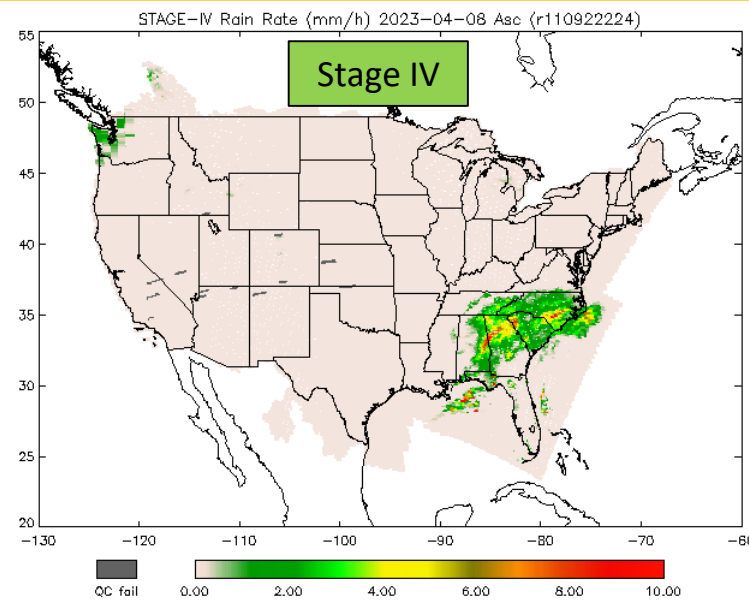 STAGE-IV Rain Rate (mm/h) 2023-04-08 Asc (r110922224)
Stage IV
55
50
45
40
35
30
25
20
-130 -120 -110 -100 -90 -80 -70 -60
QC fail 0.00 2.00 4.00 6.00 8.00 10.00